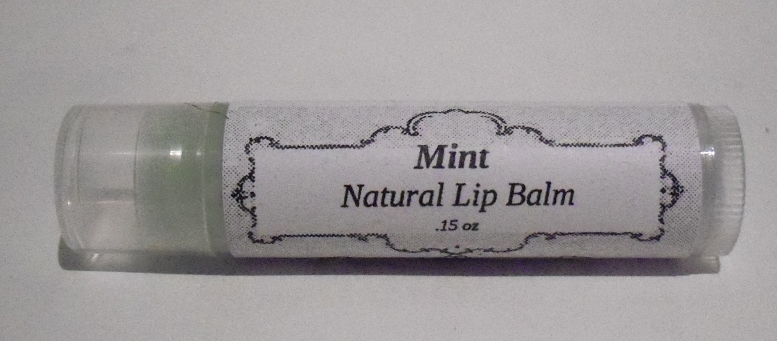 Mint
Natural Lip Balm
.15 oz